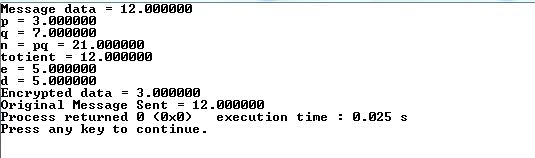 Message data = 12.000000
p = 3.000000
q = 7.000000
n = pq = 21.000000
totient = 12.000000
e = 5.000000
d = 5.000000
Encrypted data = 3.000000
Original Message Sent = 12.000000
Process returned 0 (0x0)   execution time : 0.025 s
Press any key to continue.